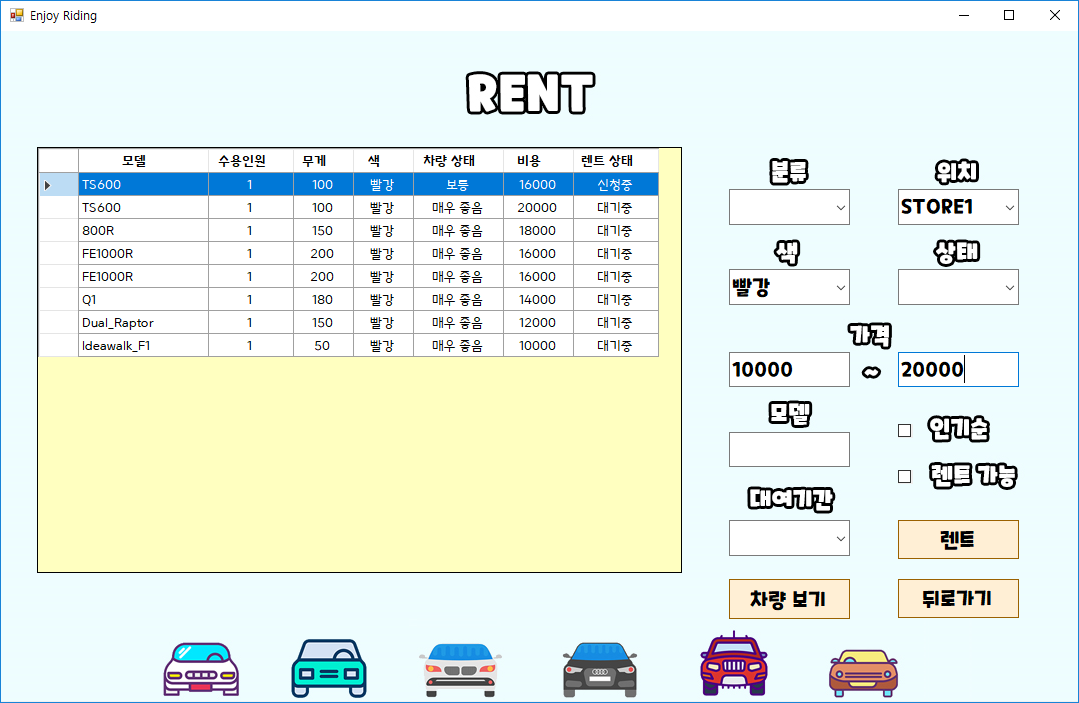 Enjoy Riding
RENT
모델 수용인원 무게 색 차량 상태 비용 렌트 상태
TS600 1 100 빨강 보통 16000 신청중
TS600 1 100 빨강 매우 좋음 20000 대기중
800R 1 150 빨강 매우 좋음 18000 대기중
FE1000R 1 200 빨강 매우 좋음 16000 대기중
FE1000R 1 200 빨강 매우 좋음 16000 대기중
Q1 1 180 빨강 매우 좋음 14000 대기중
Dual_Raptor 1 150 빨강 매우 좋음 12000 대기중
Ideawalk_F1 1 50 빨강 매우 좋음 10000 대기중
분류 위치
STORE1
색 상태
빨강
가격
10000 ~ 20000
모델
인기순
렌트 가능
대여기간
렌트
차량 보기 뒤로가기